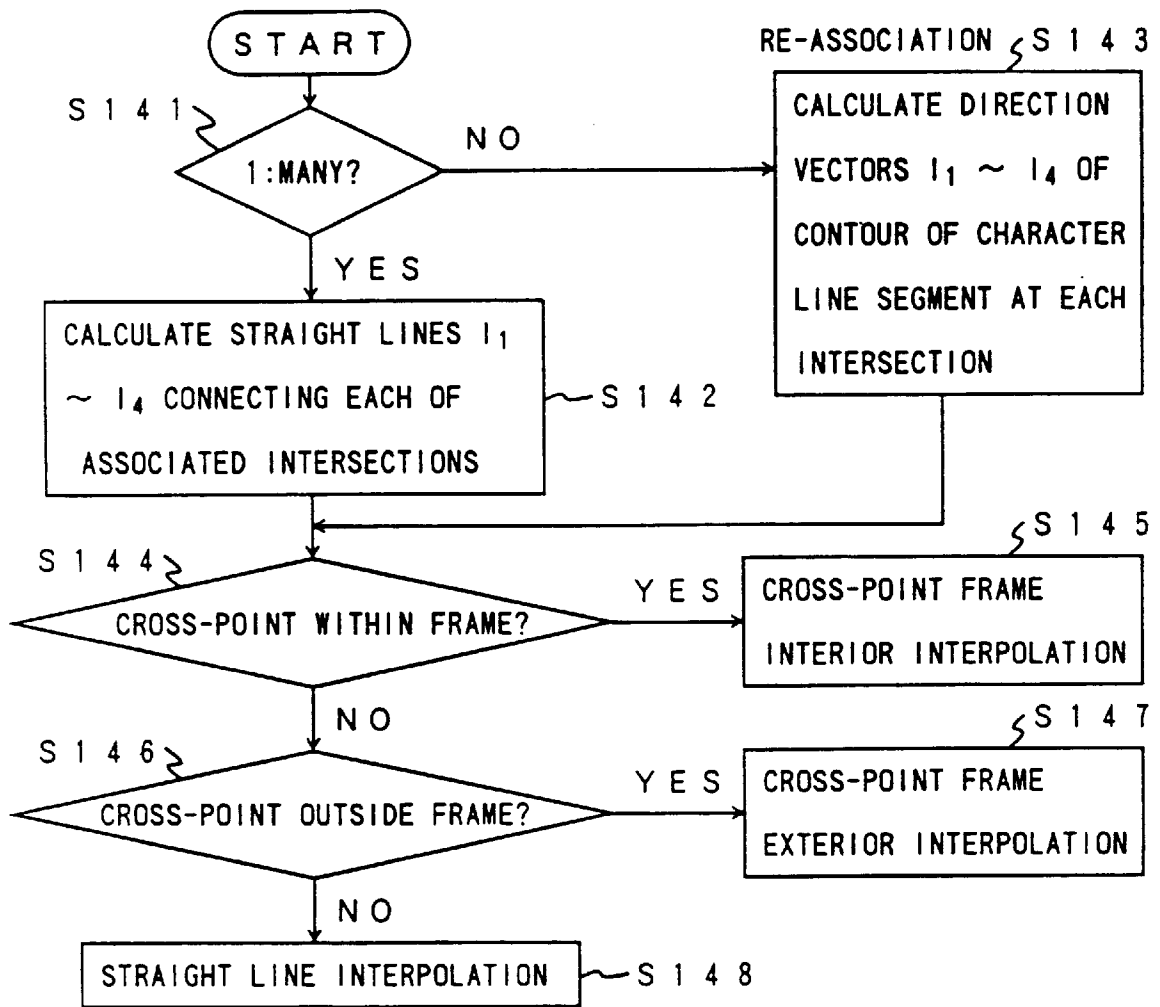 START
RE-ASSOCIATION S143
S141
1:MANY?
NO
CALCULATE DIRECTION
VECTORS l₁ ~ l₄ OF
CONTOUR OF CHARACTER
LINE SEGMENT AT EACH
INTERSECTION
YES
CALCULATE STRAIGHT LINES l₁
~ l₄ CONNECTING EACH OF
ASSOCIATED INTERSECTIONS
S142
S144
CROSS-POINT WITHIN FRAME?
YES
S145
CROSS-POINT FRAME
INTERIOR INTERPOLATION
NO
S146
CROSS-POINT OUTSIDE FRAME?
YES
S147
CROSS-POINT FRAME
EXTERIOR INTERPOLATION
NO
STRAIGHT LINE INTERPOLATION
S148